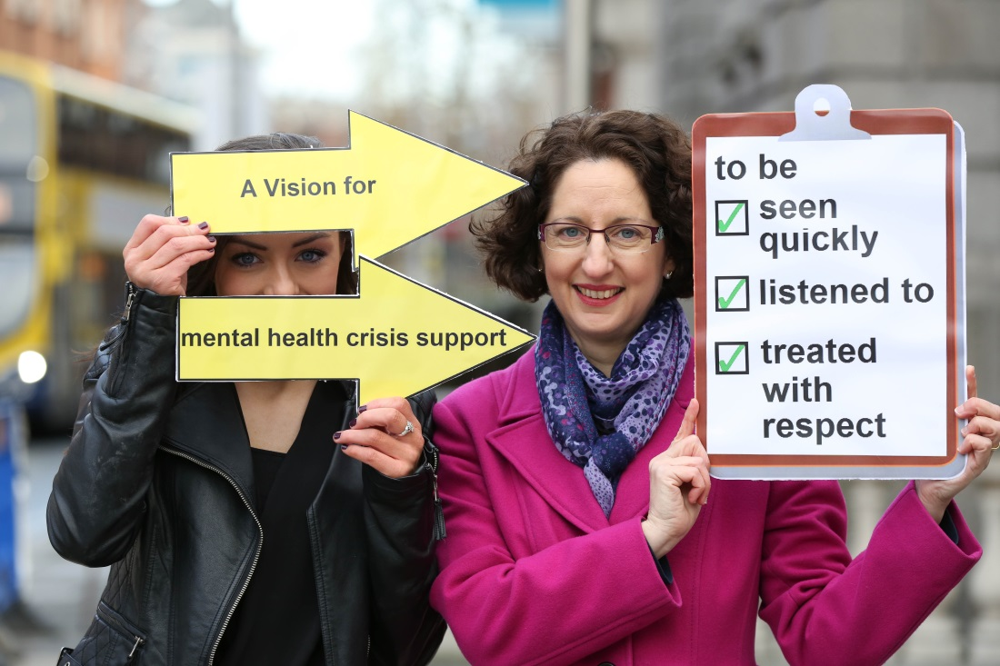 A Vision for
mental health crisis support
to be
seen
quickly
listened to
treated
with
respect